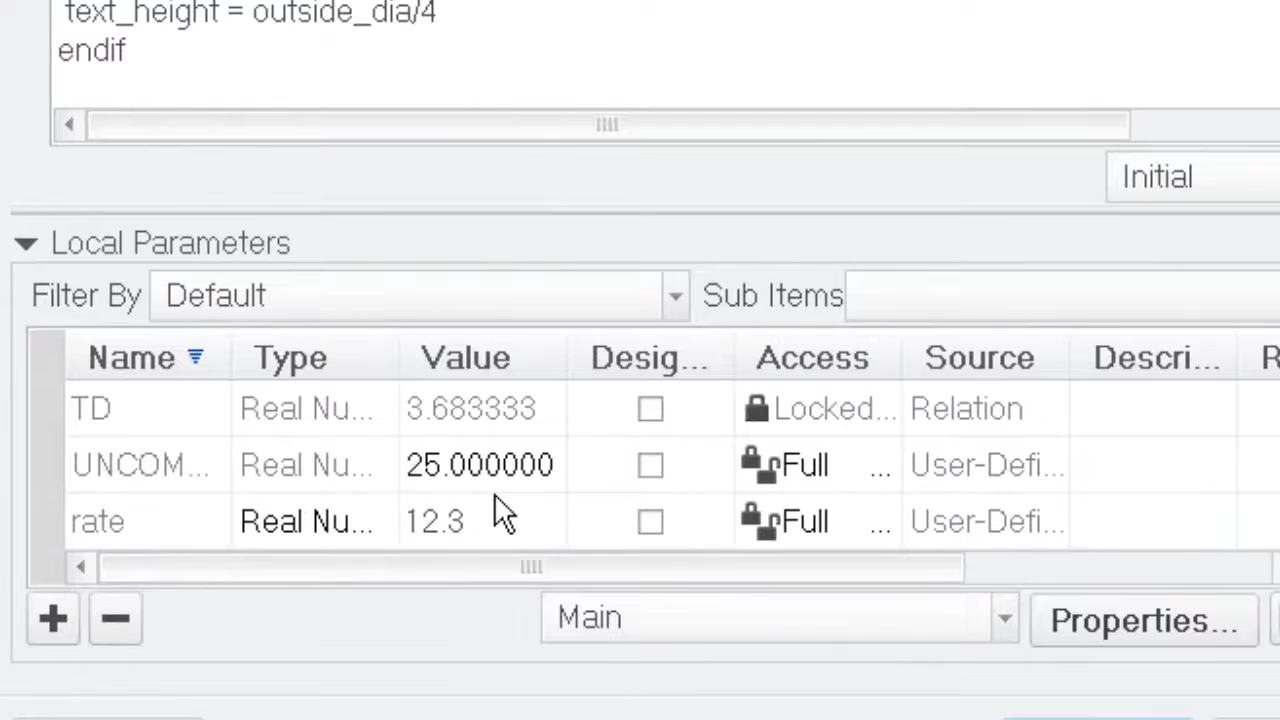 text_height = outside_dia/4
endif
Initial
Local Parameters
Filter By Default Sub Items
Name Type Value Desig... Access Source Descri... R
TD Real Nu... 3.683333 Locked... Relation
UNCOM... Real Nu... 25.000000 Full ... User-Defi...
rate Real Nu... 12.3 Full ... User-Defi...
Main Properties...